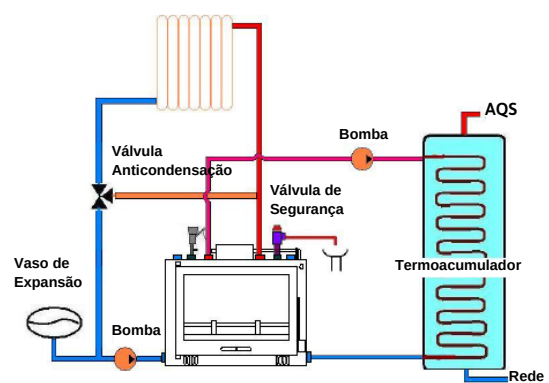 AQS
Bomba
Válvula
Anticondensação
Válvula de
Segurança
Termoacumulador
Vaso de
Expansão
Bomba
Rede